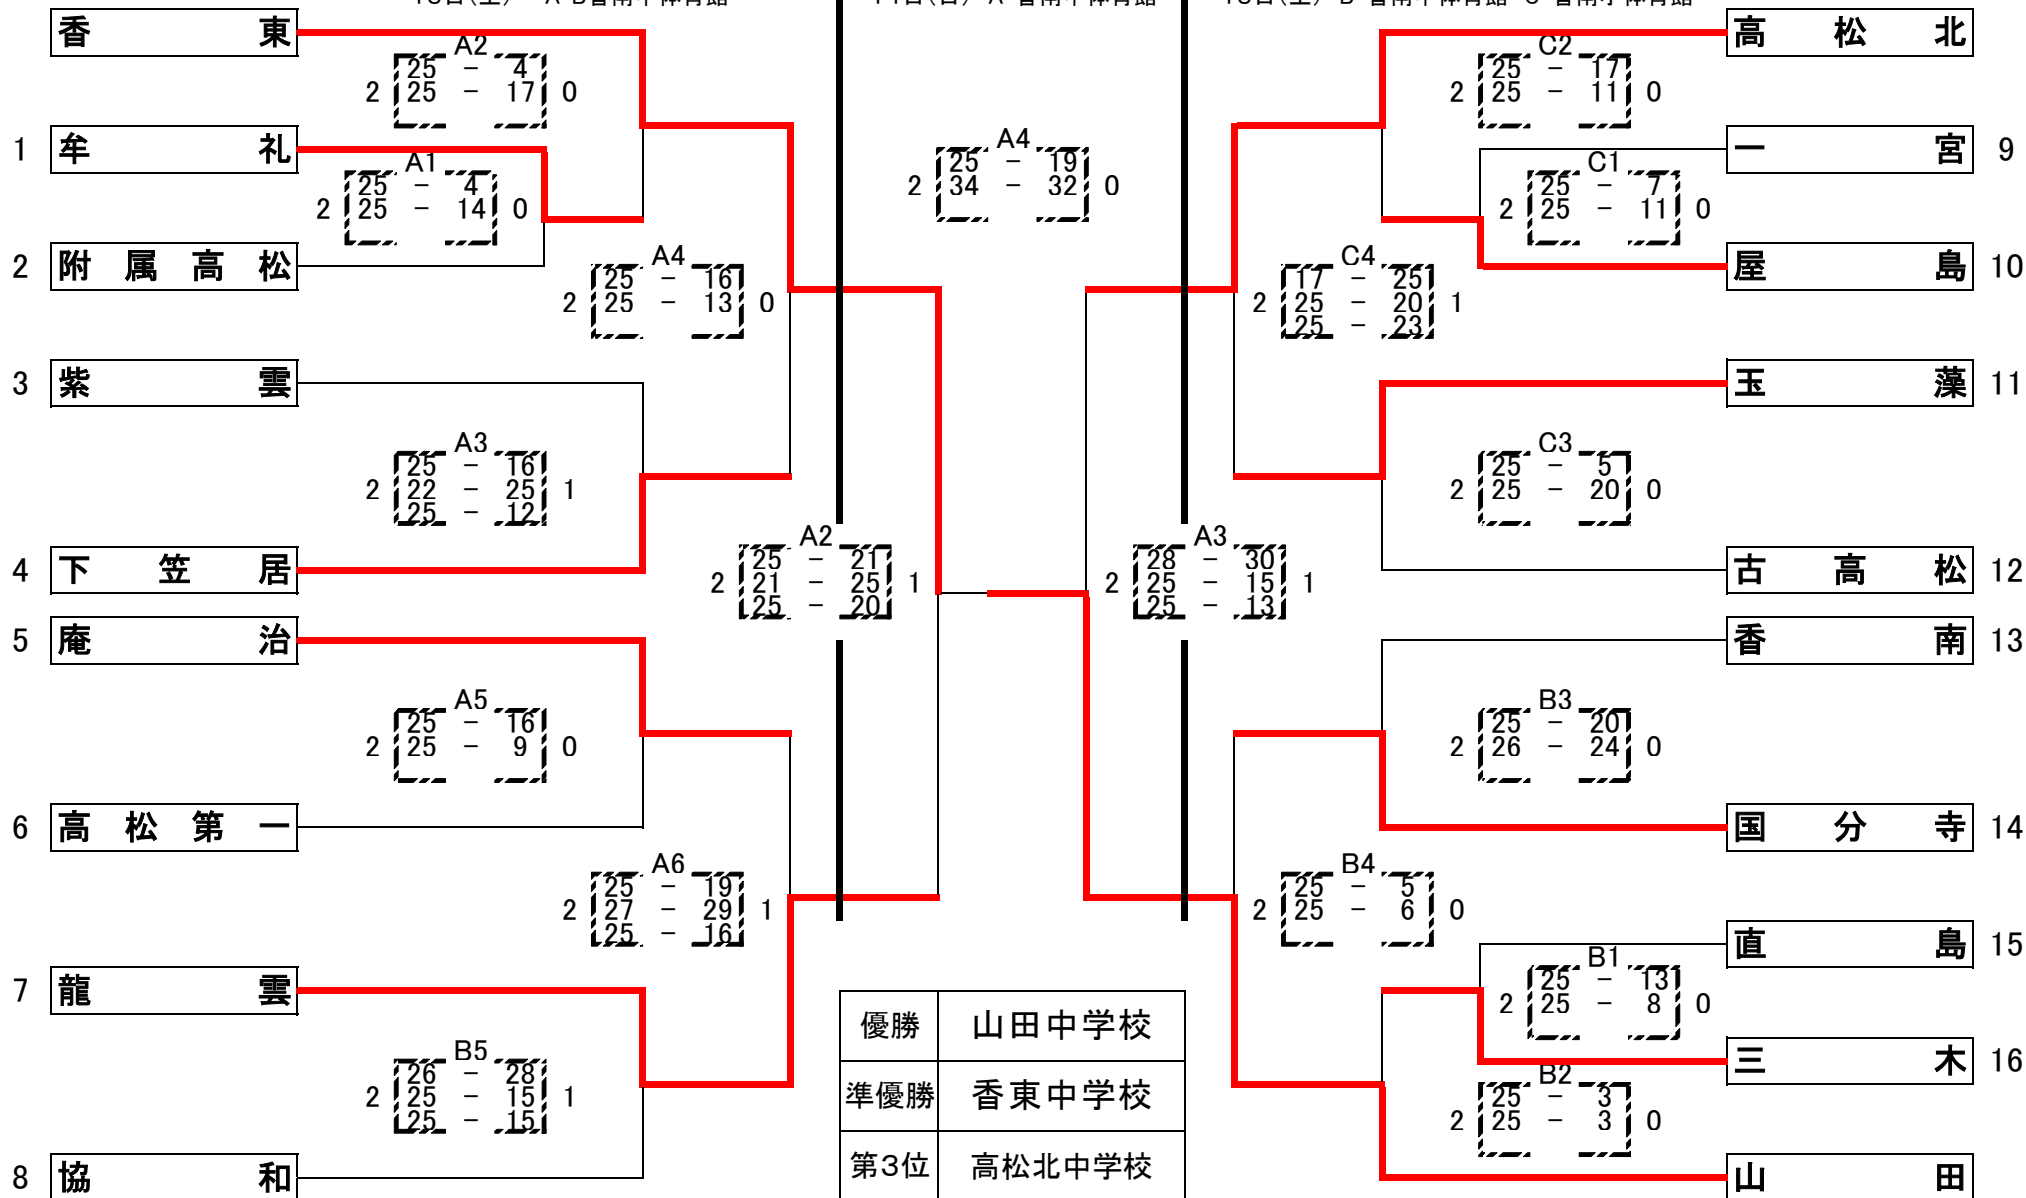 香東
A2
25 － 4
2 25 － 17 0
1 牟礼
A1
25 － 4
2 25 － 14 0
2 附属高松
A4
25 － 16
2 25 － 13 0
3 紫雲
A3
25 － 16
2 22 － 25 1
25 － 12
4 下笠居
5 庵治
A5
25 － 16
2 25 － 9 0
6 高松第一
A6
25 － 19
2 27 － 29 1
25 － 16
7 龍雲
B5
26 － 28
2 25 － 15 1
25 － 15
8 協和
A4
25 － 19
2 34 － 32 0
A2
25 － 21
2 21 － 25 1
25 － 20
A3
28 － 30
2 25 － 15 1
25 － 13
優勝 山田中学校
準優勝 香東中学校
第3位 高松北中学校
高松北
C2
25 － 17
2 25 － 11 0
一宮 9
C1
25 － 7
2 25 － 11 0
屋島 10
C4
17 － 25
2 25 － 20 1
25 － 23
玉藻 11
C3
25 － 5
2 25 － 20 0
古高松 12
香南 13
B3
25 － 20
2 26 － 24 0
国分寺 14
B4
25 － 5
2 25 － 6 0
直島 15
B1
25 － 13
2 25 － 8 0
三木 16
B2
25 － 3
2 25 － 3 0
山田